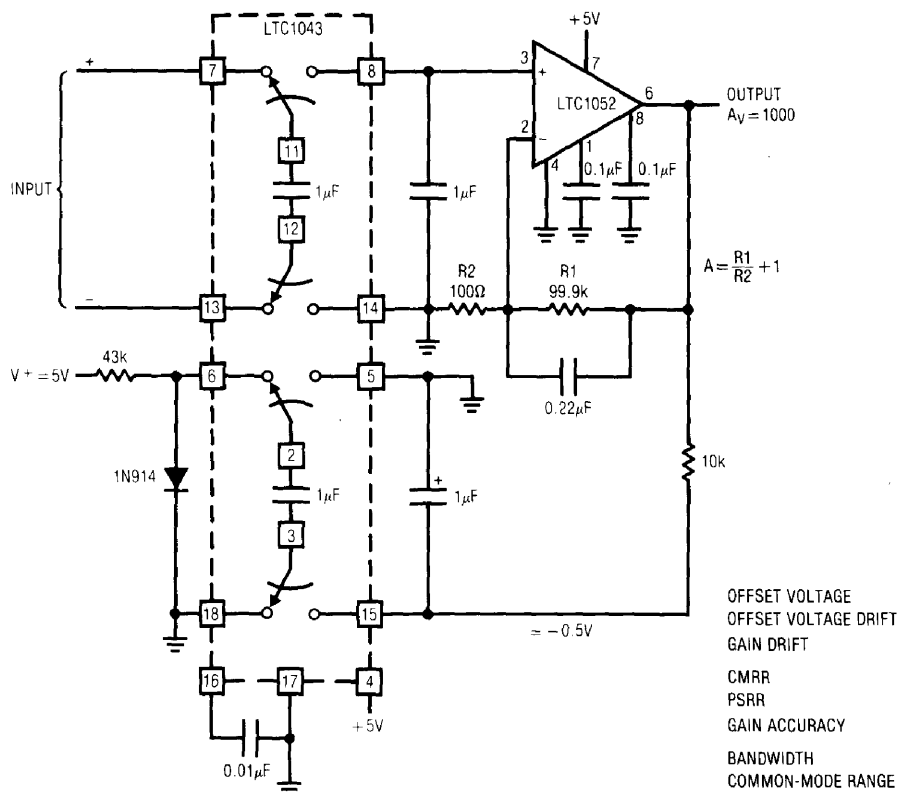 LTC1043
+5V
+
7
8
3
+
7
LTC1052
6
OUTPUT
AV=1000
2
−
8
4
1
0.1µF
0.1µF
11
1µF
1µF
INPUT
12
−
13
14
R2
100Ω
R1
99.9k
A=R1/R2+1
43k
V+=5V
6
5
0.22µF
2
1N914
1µF
+
1µF
10k
3
18
15
≃−0.5V
16
17
4
+5V
0.01µF
OFFSET VOLTAGE
OFFSET VOLTAGE DRIFT
GAIN DRIFT
CMRR
PSRR
GAIN ACCURACY
BANDWIDTH
COMMON-MODE RANGE